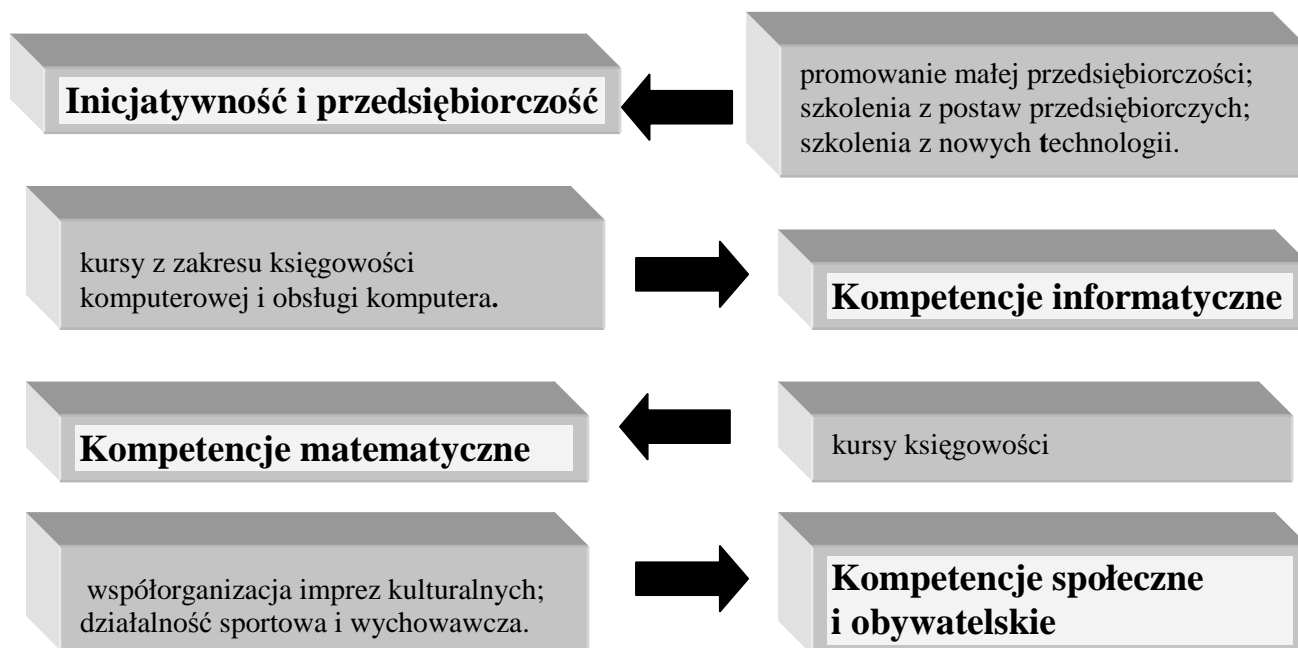 Inicjatywność i przedsiębiorczość
promowanie małej przedsiębiorczości;
szkolenia z postaw przedsiębiorczych;
szkolenia z nowych technologii.
kursy z zakresu księgowości
komputerowej i obsługi komputera.
Kompetencje informatyczne
Kompetencje matematyczne
kursy księgowości
współorganizacja imprez kulturalnych;
działalność sportowa i wychowawcza.
Kompetencje społeczne
i obywatelskie